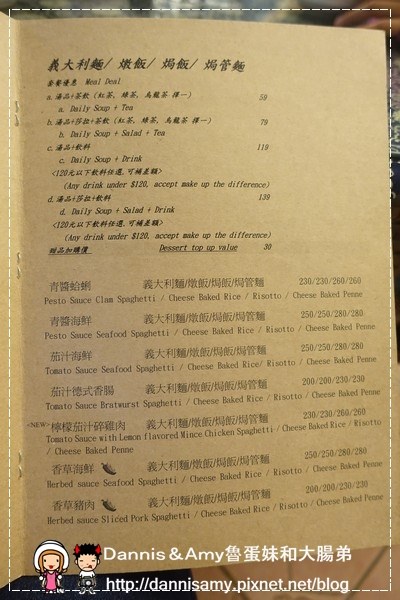 義大利麵/ 燉飯/ 焗飯/ 焗管麵
套餐優惠 Meal Deal
a.湯品+茶飲 (紅茶, 綠茶, 烏龍茶 擇一) 59
a. Daily Soup + Tea
b.湯品+莎拉+茶飲 (紅茶, 綠茶, 烏龍茶 擇一) 79
b. Daily Soup + Salad + Tea
c.湯品+軟料 119
c. Daily Soup + Drink
<120元以下軟料任選,可補差額>
(Any drink under $120, accept make up the difference)
d.湯品+莎拉+軟料 139
d. Daily Soup + Salad + Drink
<120元以下軟料任選,可補差額>
(Any drink under $120, accept make up the difference)
甜品加購價 Dessert top up value 30
青醬蛤蜊 義大利麵/燉飯/焗飯/焗管麵 230/230/260/260
Pesto Sauce Clam Spaghetti / Cheese Baked Rice / Risotto / Cheese Baked Penne
青醬海鮮 義大利麵/燉飯/焗飯/焗管麵 250/250/280/280
Pesto Sauce Seafood Spaghetti / Cheese Baked Rice / Risotto / Cheese Baked Penne
茄汁海鮮 義大利麵/燉飯/焗飯/焗管麵 250/250/280/280
Tomato Sauce Seafood Spaghetti / Cheese Baked Rice/ Risotto / Cheese Baked Penne
茄汁德式香腸 義大利麵/燉飯/焗飯/焗管麵 200/200/230/230
Tomato Sauce Bratwurst Spaghetti / Cheese Baked Rice / Risotto / Cheese Baked Penne
<NEW>檸檬茄汁碎雞肉 義大利麵/燉飯/焗飯/焗管麵 230/230/260/260
Tomato Sauce with Lemon flavored Mince Chicken Spaghetti / Cheese Baked Rice / Risotto
/ Cheese Baked Penne
香草海鮮 義大利麵/燉飯/焗飯/焗管麵 250/250/280/280
Herbed sauce Seafood Spaghetti / Cheese Baked Rice / Risotto / Cheese Baked Penne
香草豬肉 義大利麵/燉飯/焗飯/焗管麵 200/200/230/230
Herbed sauce Sliced Pork Spaghetti / Cheese Baked Rice / Risotto / Cheese Baked Penne
Dannis＆Amy魯蛋妹和大腸弟
http://dannisamy.pixnet.net/blog